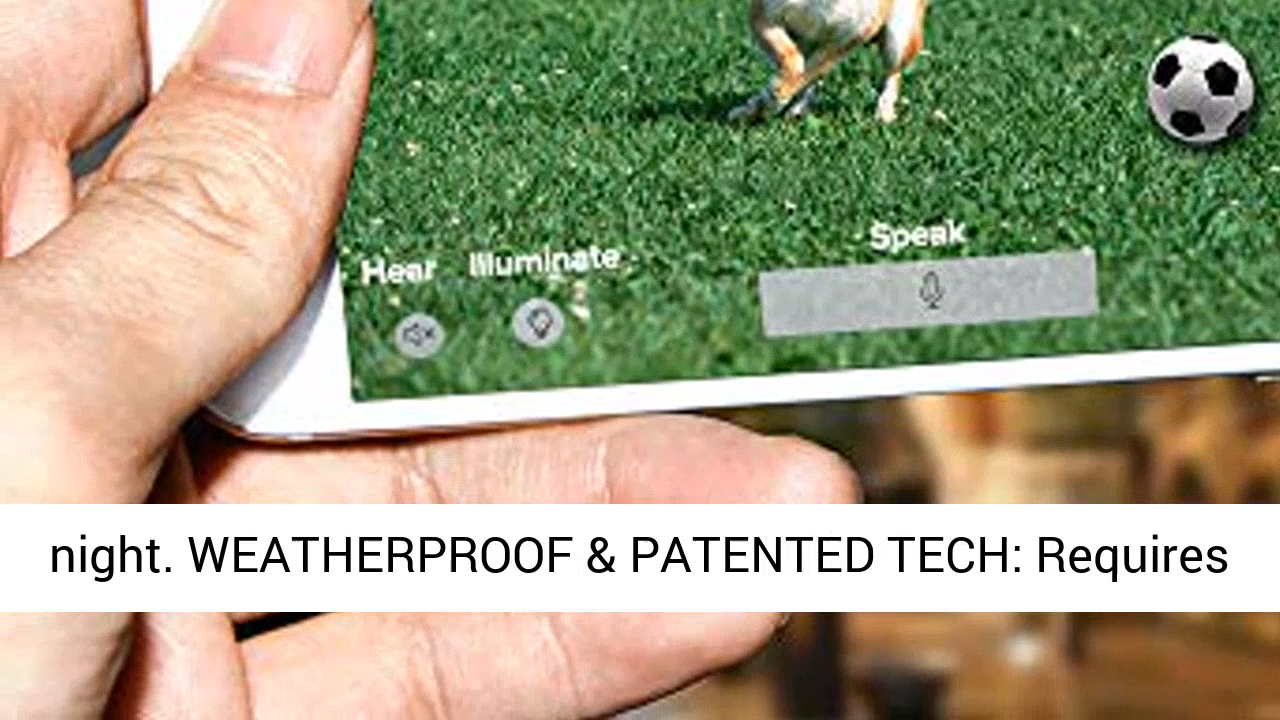 Speak
Hear Illuminate
night. WEATHERPROOF & PATENTED TECH: Requires